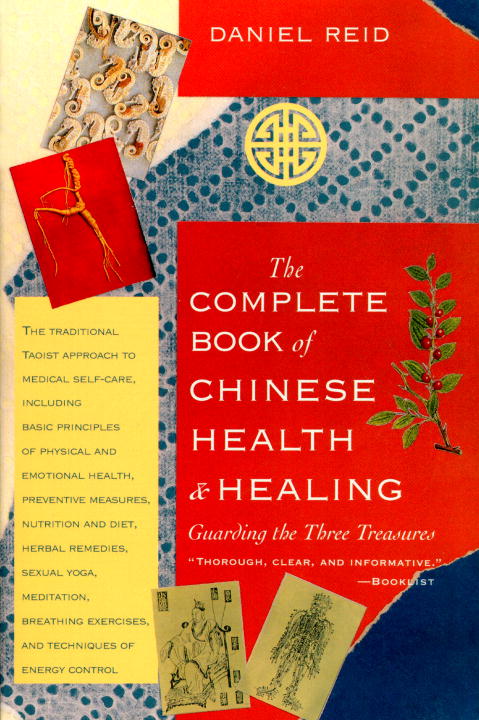 DANIEL REID
The
COMPLETE
BOOK of
CHINESE
HEALTH
& HEALING
Guarding the Three Treasures
"THOROUGH, CLEAR, AND INFORMATIVE."
—BOOKLIST
THE TRADITIONAL
TAOIST APPROACH TO
MEDICAL SELF-CARE,
INCLUDING
BASIC PRINCIPLES
OF PHYSICAL AND
EMOTIONAL HEALTH,
PREVENTIVE MEASURES,
NUTRITION AND DIET,
HERBAL REMEDIES,
SEXUAL YOGA,
MEDITATION,
BREATHING EXERCISES,
AND TECHNIQUES OF
ENERGY CONTROL